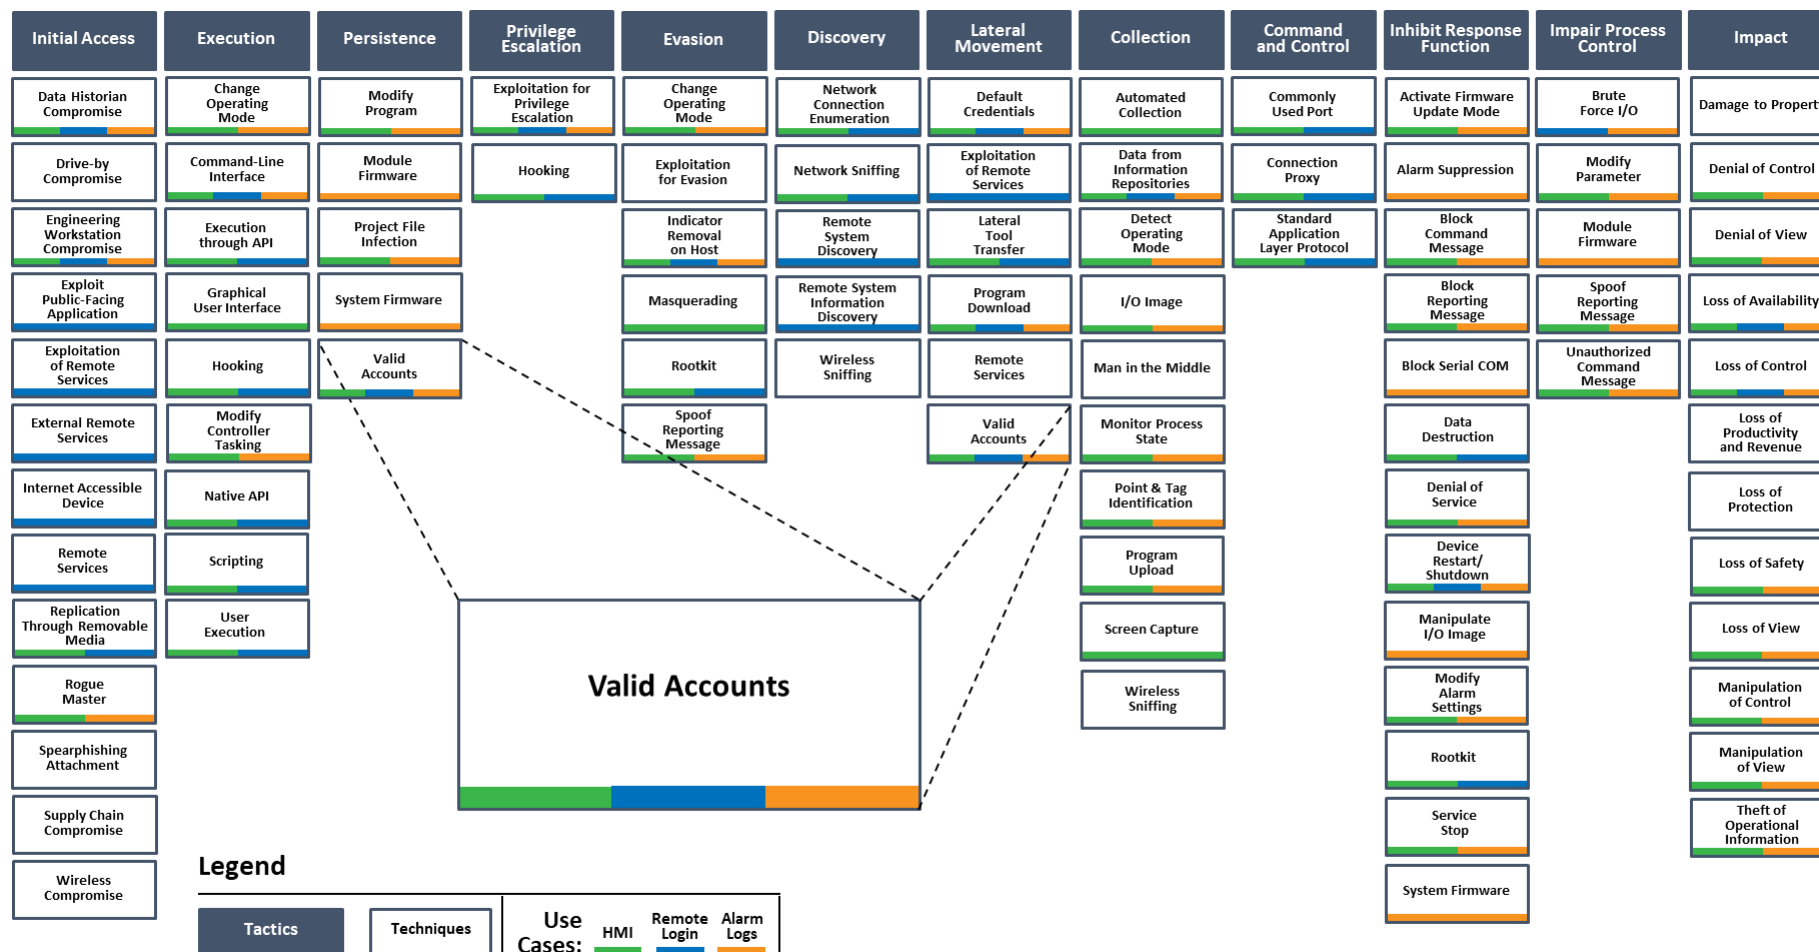 Initial Access
Execution
Persistence
Privilege
Escalation
Evasion
Discovery
Lateral
Movement
Collection
Command
and Control
Inhibit Response
Function
Impair Process
Control
Impact
Data Historian
Compromise
Drive-by
Compromise
Engineering
Workstation
Compromise
Exploit
Public-Facing
Application
Exploitation
of Remote
Services
External Remote
Services
Internet Accessible
Device
Remote
Services
Replication
Through Removable
Media
Rogue
Master
Spearphishing
Attachment
Supply Chain
Compromise
Wireless
Compromise
Change
Operating
Mode
Command-Line
Interface
Execution
through API
Graphical
User Interface
Hooking
Modify
Controller
Tasking
Native API
Scripting
User
Execution
Modify
Program
Module
Firmware
Project File
Infection
System Firmware
Valid
Accounts
Exploitation for
Privilege
Escalation
Hooking
Change
Operating
Mode
Exploitation
for Evasion
Indicator
Removal
on Host
Masquerading
Rootkit
Spoof
Reporting
Message
Network
Connection
Enumeration
Network Sniffing
Remote
System
Discovery
Remote System
Information
Discovery
Wireless
Sniffing
Default
Credentials
Exploitation
of Remote
Services
Lateral
Tool
Transfer
Program
Download
Remote
Services
Valid
Accounts
Automated
Collection
Data from
Information
Repositories
Detect
Operating
Mode
I/O Image
Man in the Middle
Monitor Process
State
Point & Tag
Identification
Program
Upload
Screen Capture
Wireless
Sniffing
Commonly
Used Port
Connection
Proxy
Standard
Application
Layer Protocol
Activate Firmware
Update Mode
Alarm Suppression
Block
Command
Message
Block
Reporting
Message
Block Serial COM
Data
Destruction
Denial of
Service
Device
Restart/
Shutdown
Manipulate
I/O Image
Modify
Alarm
Settings
Rootkit
Service
Stop
System Firmware
Brute
Force I/O
Modify
Parameter
Module
Firmware
Spoof
Reporting
Message
Unauthorized
Command
Message
Damage to Propert
Denial of Control
Denial of View
Loss of Availability
Loss of Control
Loss of
Productivity
and Revenue
Loss of
Protection
Loss of Safety
Loss of View
Manipulation
of Control
Manipulation
of View
Theft of
Operational
Information
Valid Accounts
Legend
Tactics
Techniques
Use
Cases:
HMI
Remote
Login
Alarm
Logs